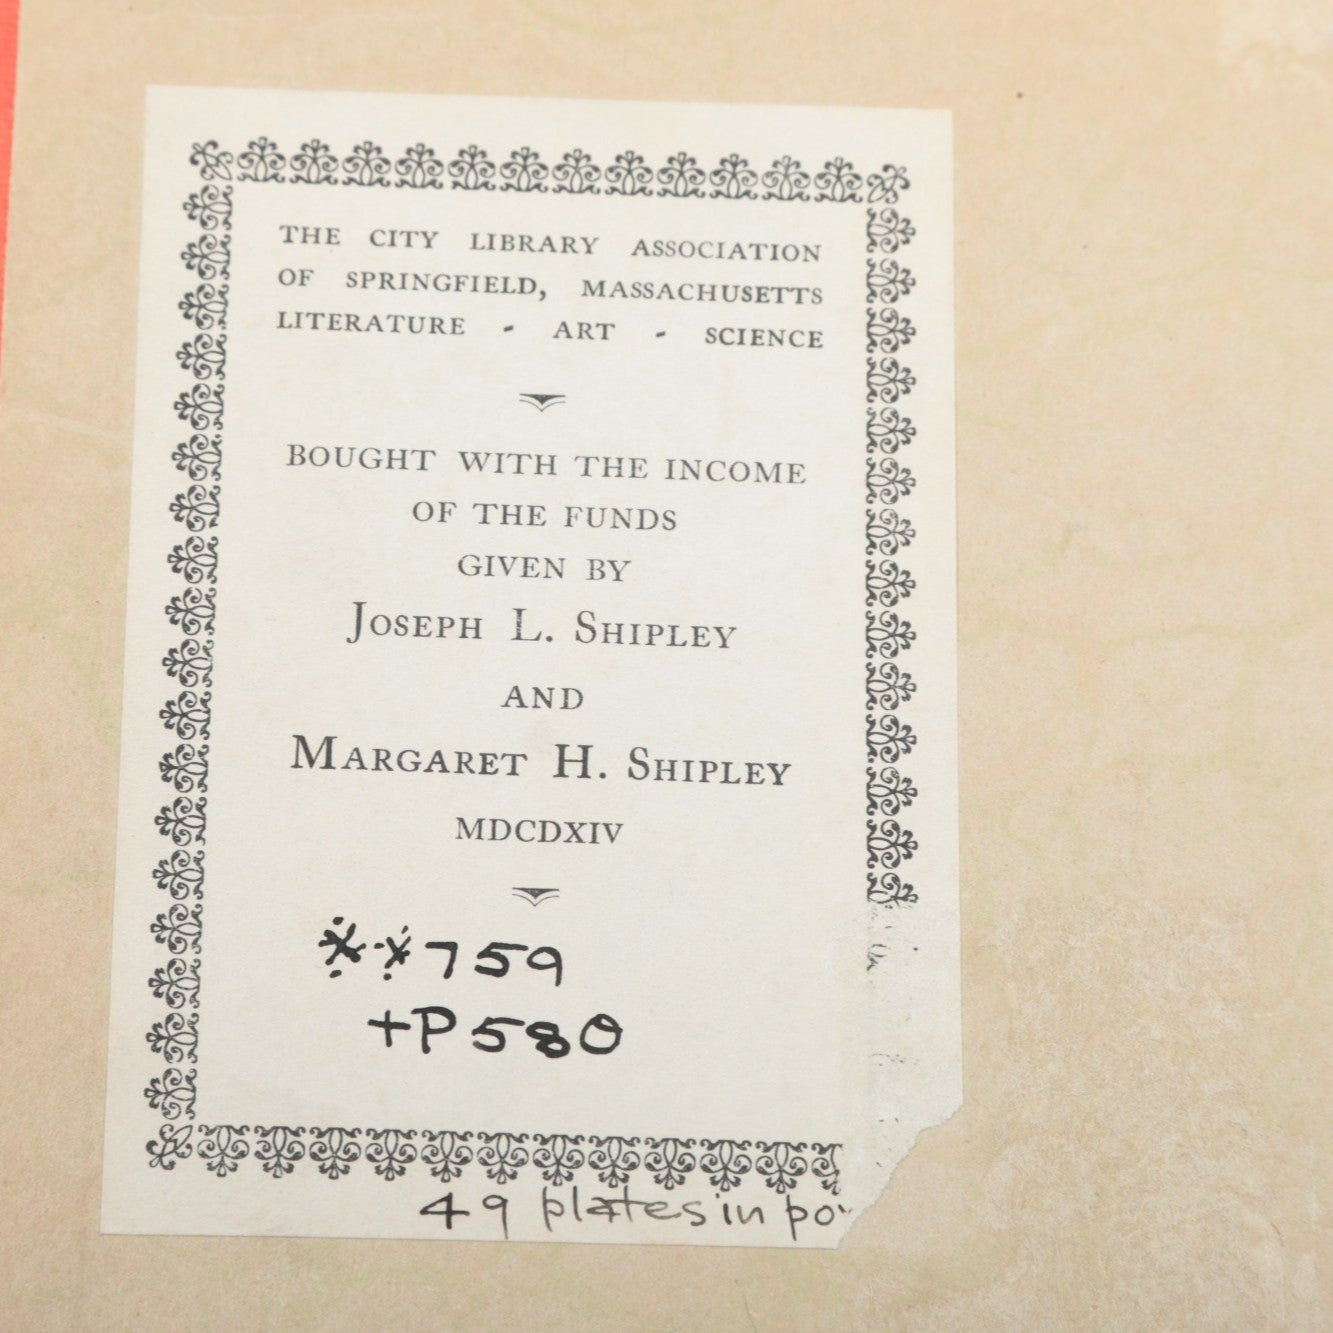 THE CITY LIBRARY ASSOCIATION
OF SPRINGFIELD, MASSACHUSETTS
LITERATURE - ART - SCIENCE
BOUGHT WITH THE INCOME
OF THE FUNDS
GIVEN BY
JOSEPH L. SHIPLEY
AND
MARGARET H. SHIPLEY
MDCDXIV
**759
+P580
49 plates in